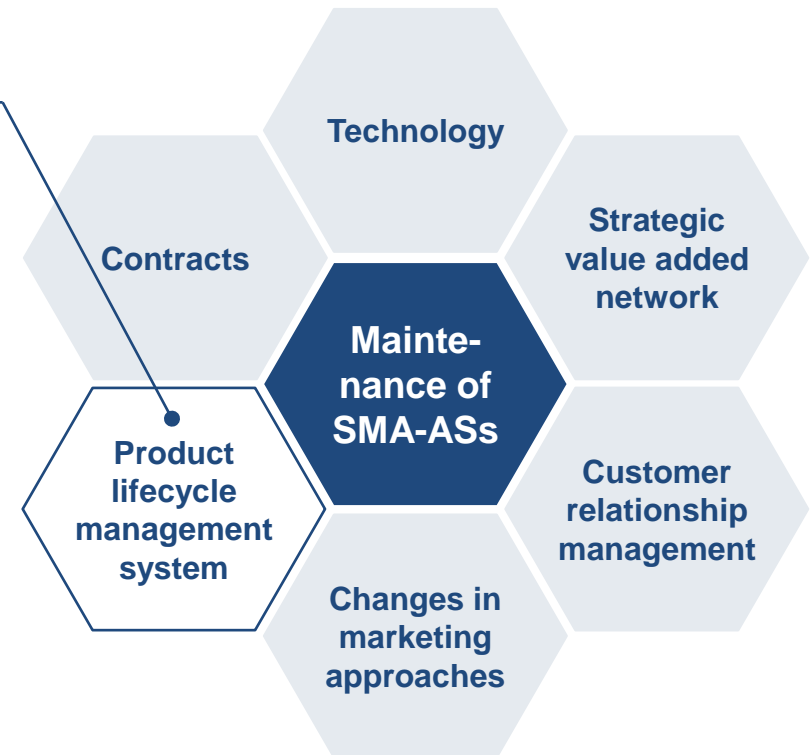 Technology
Contracts
Strategic
value added
network
Mainte-
nance of
SMA-ASs
Product
lifecycle
management
system
Customer
relationship
management
Changes in
marketing
approaches